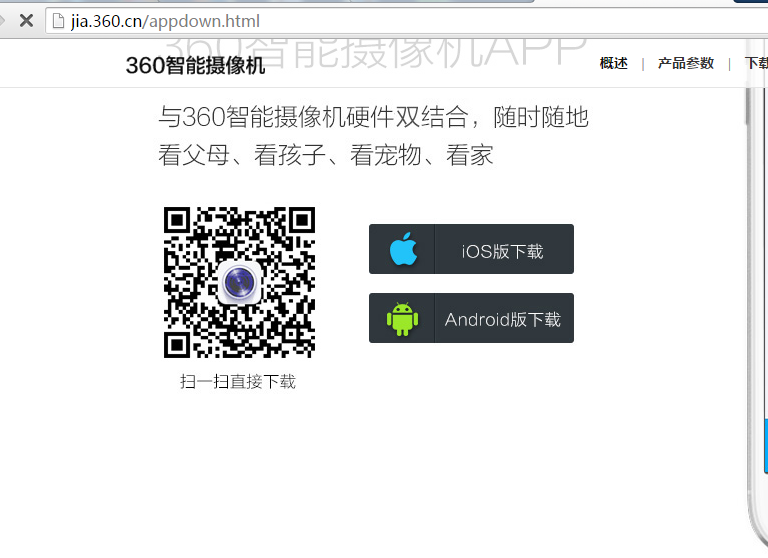 jia.360.cn/appdown.html
360智能摄像机APP
360智能摄像机
概述 | 产品参数 | 下载
与360智能摄像机硬件双结合，随时随地
看父母、看孩子、看宠物、看家
iOS版下载
Android版下载
扫一扫直接下载